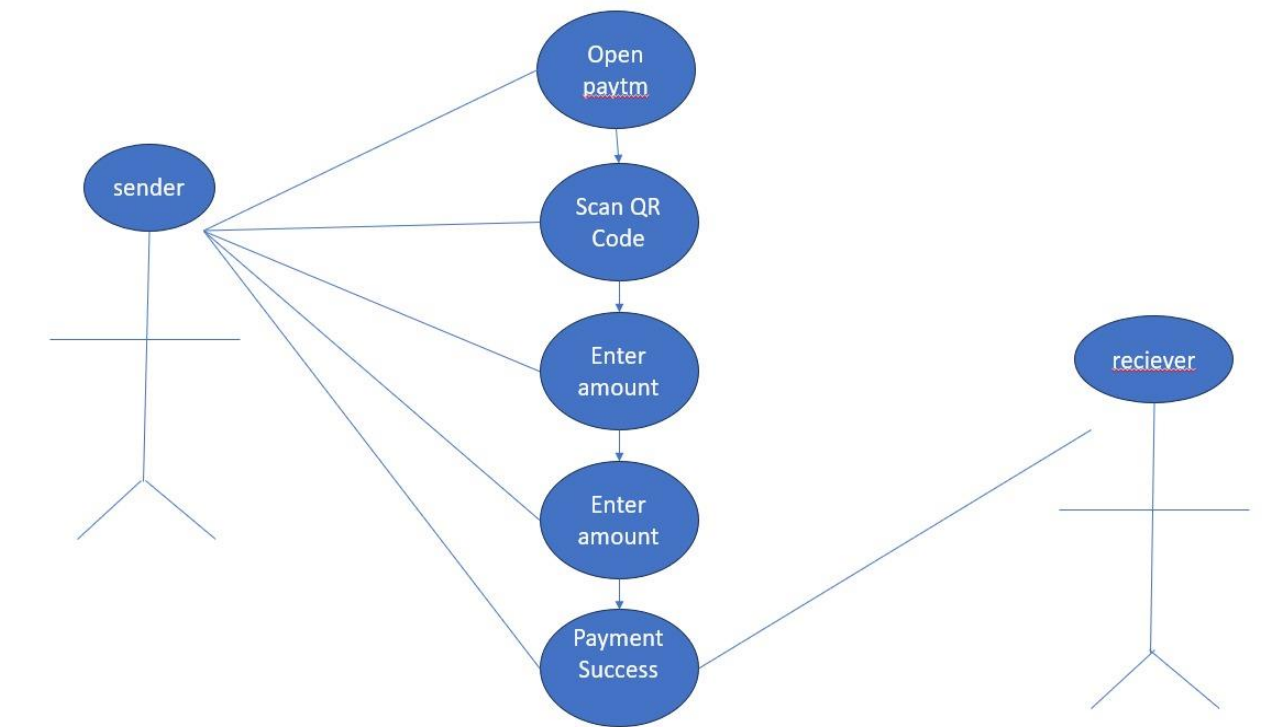 Open
paytm
sender
Scan QR
Code
Enter
amount
reciever
Enter
amount
Payment
Success